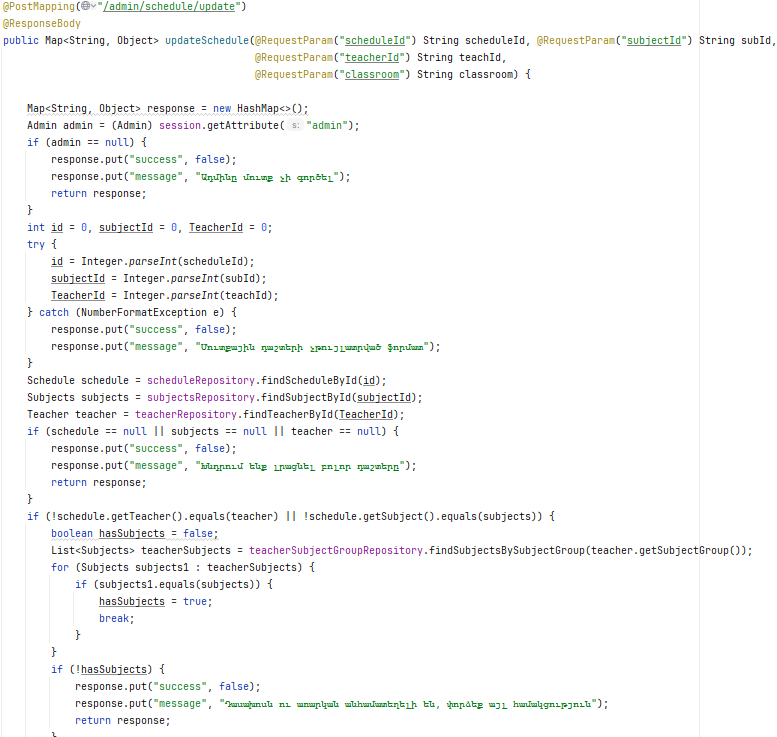 @PostMapping("/admin/schedule/update")
@ResponseBody
public Map<String, Object> updateSchedule(@RequestParam("scheduleId") String scheduleId, @RequestParam("subjectId") String subId,
@RequestParam("teacherId") String teachId,
@RequestParam("classroom") String classroom) {
Map<String, Object> response = new HashMap<>();
Admin admin = (Admin) session.getAttribute( s: "admin");
if (admin == null) {
response.put("success", false);
response.put("message", "Ադմինը մուտք չի գործել");
return response;
}
int id = 0, subjectId = 0, TeacherId = 0;
try {
id = Integer.parseInt(scheduleId);
subjectId = Integer.parseInt(subId);
TeacherId = Integer.parseInt(teachId);
} catch (NumberFormatException e) {
response.put("success", false);
response.put("message", "Մուտքային դաշտերի չթույլատրված ֆորմատ");
}
Schedule schedule = scheduleRepository.findScheduleById(id);
Subjects subjects = subjectsRepository.findSubjectById(subjectId);
Teacher teacher = teacherRepository.findTeacherById(TeacherId);
if (schedule == null || subjects == null || teacher == null) {
response.put("success", false);
response.put("message", "Խնդրում ենք լրացնել բոլոր դաշտերը");
return response;
}
if (!schedule.getTeacher().equals(teacher) || !schedule.getSubject().equals(subjects)) {
boolean hasSubjects = false;
List<Subjects> teacherSubjects = teacherSubjectGroupRepository.findSubjectsBySubjectGroup(teacher.getSubjectGroup());
for (Subjects subjects1 : teacherSubjects) {
if (subjects1.equals(subjects)) {
hasSubjects = true;
break;
}
}
if (!hasSubjects) {
response.put("success", false);
response.put("message", "Դասախոսն ու առարկան անհամատեղելի են, փորձեք այլ համակցություն");
return response;
}